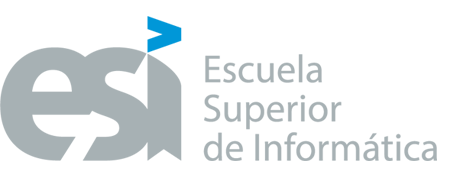 esi
Escuela
Superior
de Informática